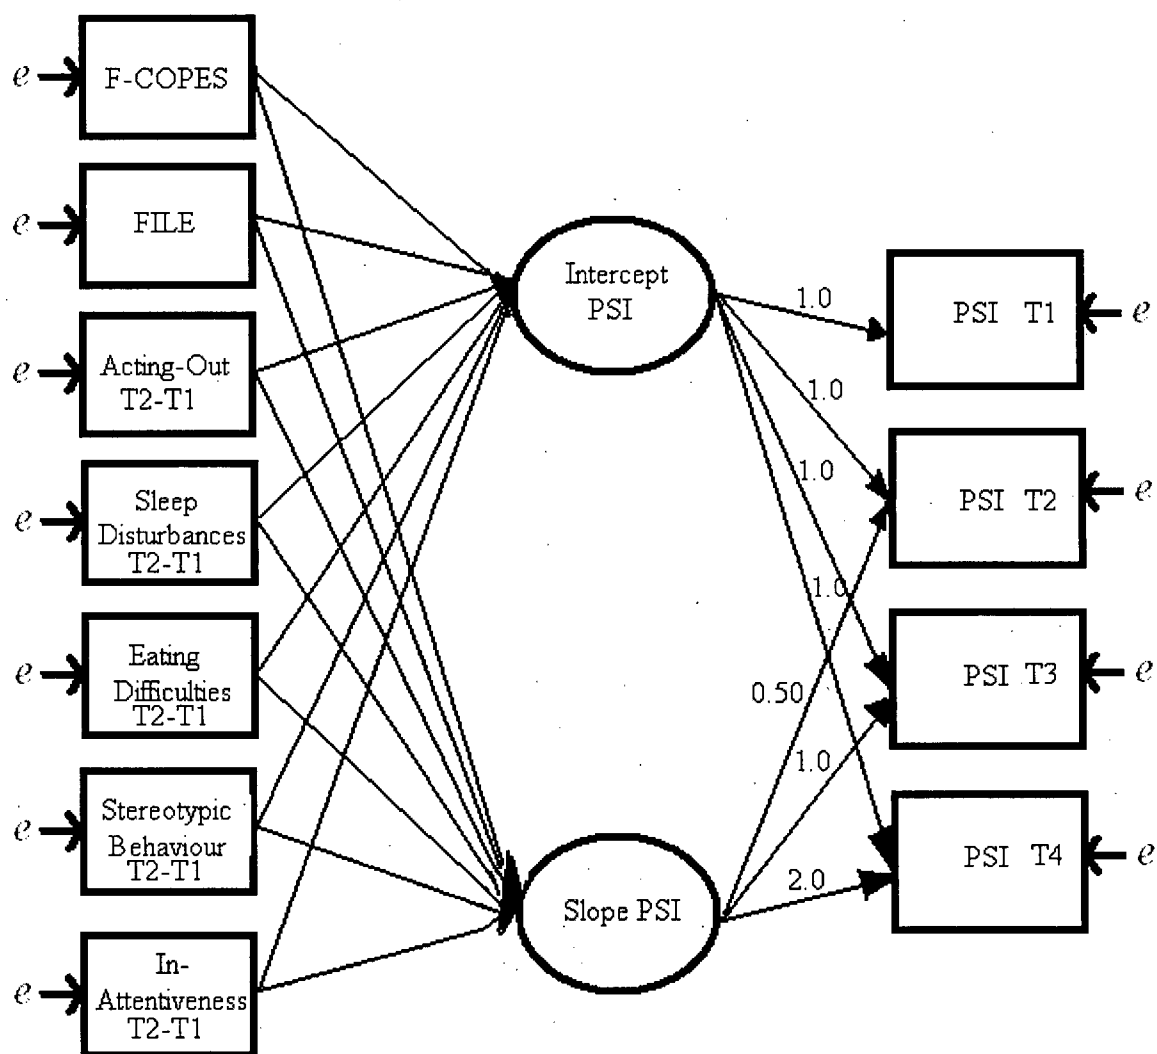 e
F-COPES
e
FILE
e
Acting-Out
T2-T1
e
Sleep
Disturbances
T2-T1
e
Eating
Difficulties
T2-T1
e
Stereotypic
Behaviour
T2-T1
e
In-
Attentiveness
T2-T1
Intercept
PSI
Slope PSI
1.0
1.0
1.0
1.0
0.50
1.0
2.0
PSI T1
e
PSI T2
e
PSI T3
e
PSI T4
e